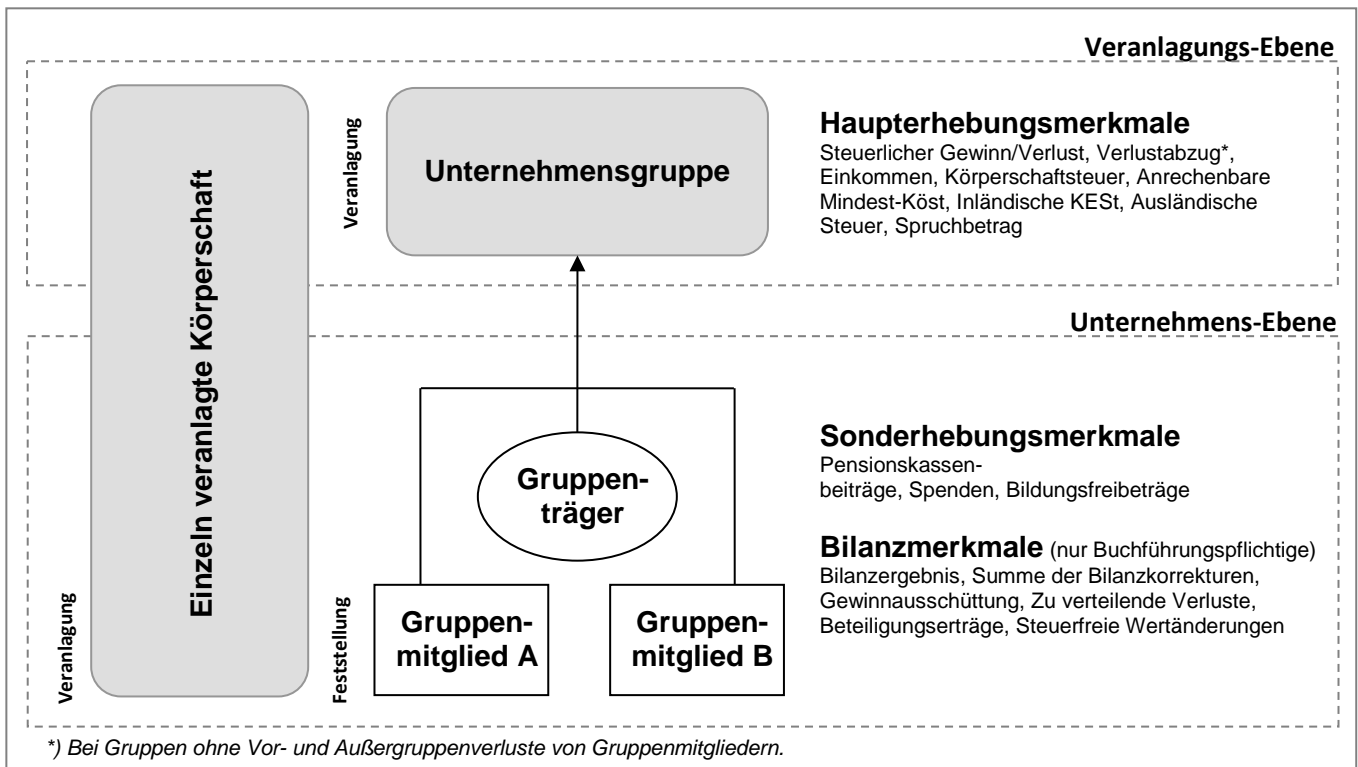 Veranlagungs-Ebene
Einzeln veranlagte Körperschaft
Veranlagung
Veranlagung
Unternehmensgruppe
Haupterhebungsmerkmale
Steuerlicher Gewinn/Verlust, Verlustabzug*,
Einkommen, Körperschaftsteuer, Anrechenbare
Mindest-Köst, Inländische KESt, Ausländische
Steuer, Spruchbetrag
Unternehmens-Ebene
Gruppen-
träger
Feststellung
Gruppen-
mitglied A
Gruppen-
mitglied B
Sonderhebungsmerkmale
Pensionskassen-
beiträge, Spenden, Bildungsfreibeträge
Bilanzmerkmale (nur Buchführungspflichtige)
Bilanzergebnis, Summe der Bilanzkorrekturen,
Gewinnausschüttung, Zu verteilende Verluste,
Beteiligungserträge, Steuerfreie Wertänderungen
*) Bei Gruppen ohne Vor- und Außergruppenverluste von Gruppenmitgliedern.